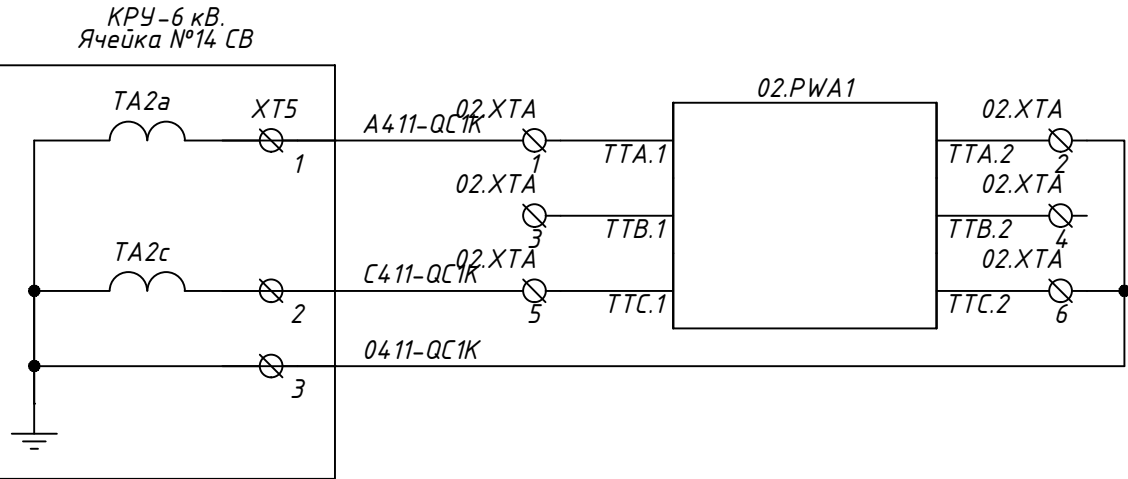 КРУ-6 кВ.
Ячейка №14 СВ
TA2a
XT5
1
A411-QC1K
02.XTA
1
TTA.1
02.PWA1
02.XTA
TTA.2
2
02.XTA
3
TTB.1
02.XTA
TTB.2
4
TA2c
2
C411-QC1K
02.XTA
5
TTC.1
02.XTA
TTC.2
6
0411-QC1K
3